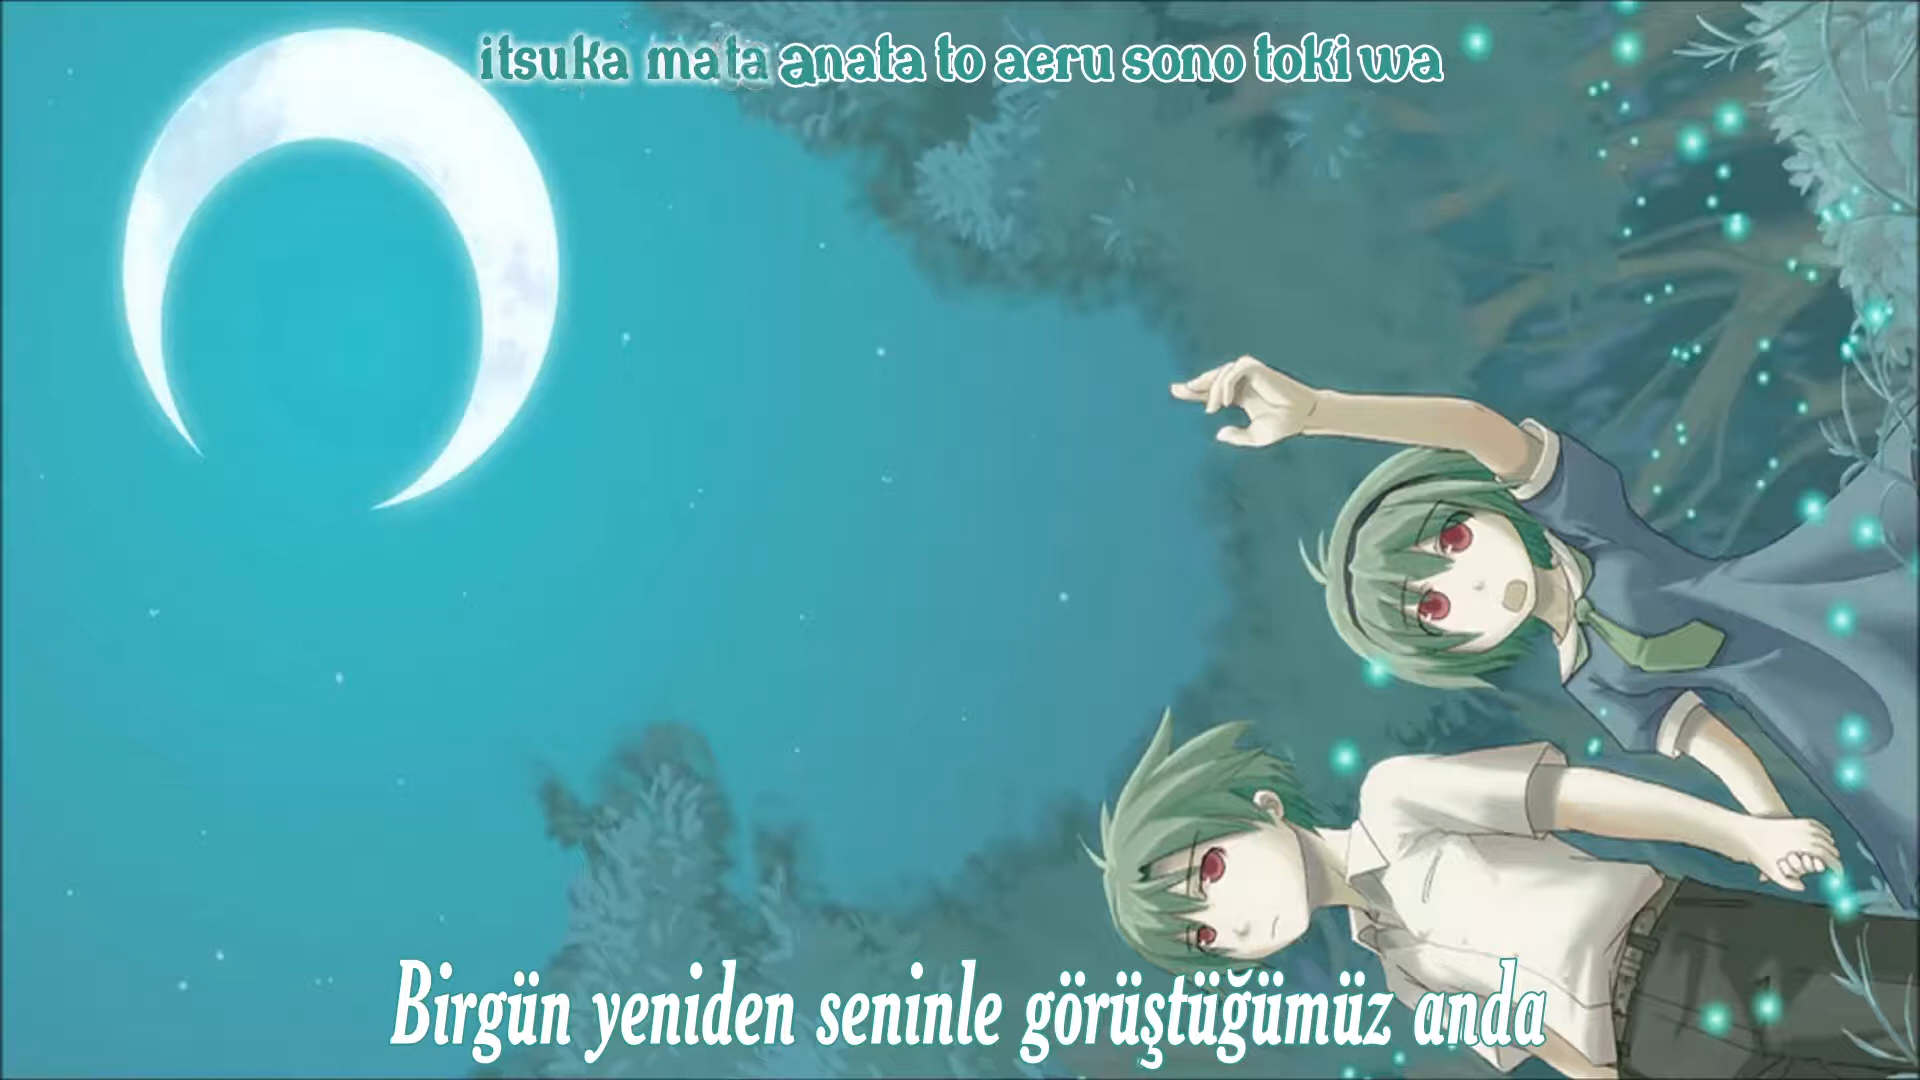 itsuka mata anata to aeru sono toki wa
Birgün yeniden seninle görüştüğümüz anda